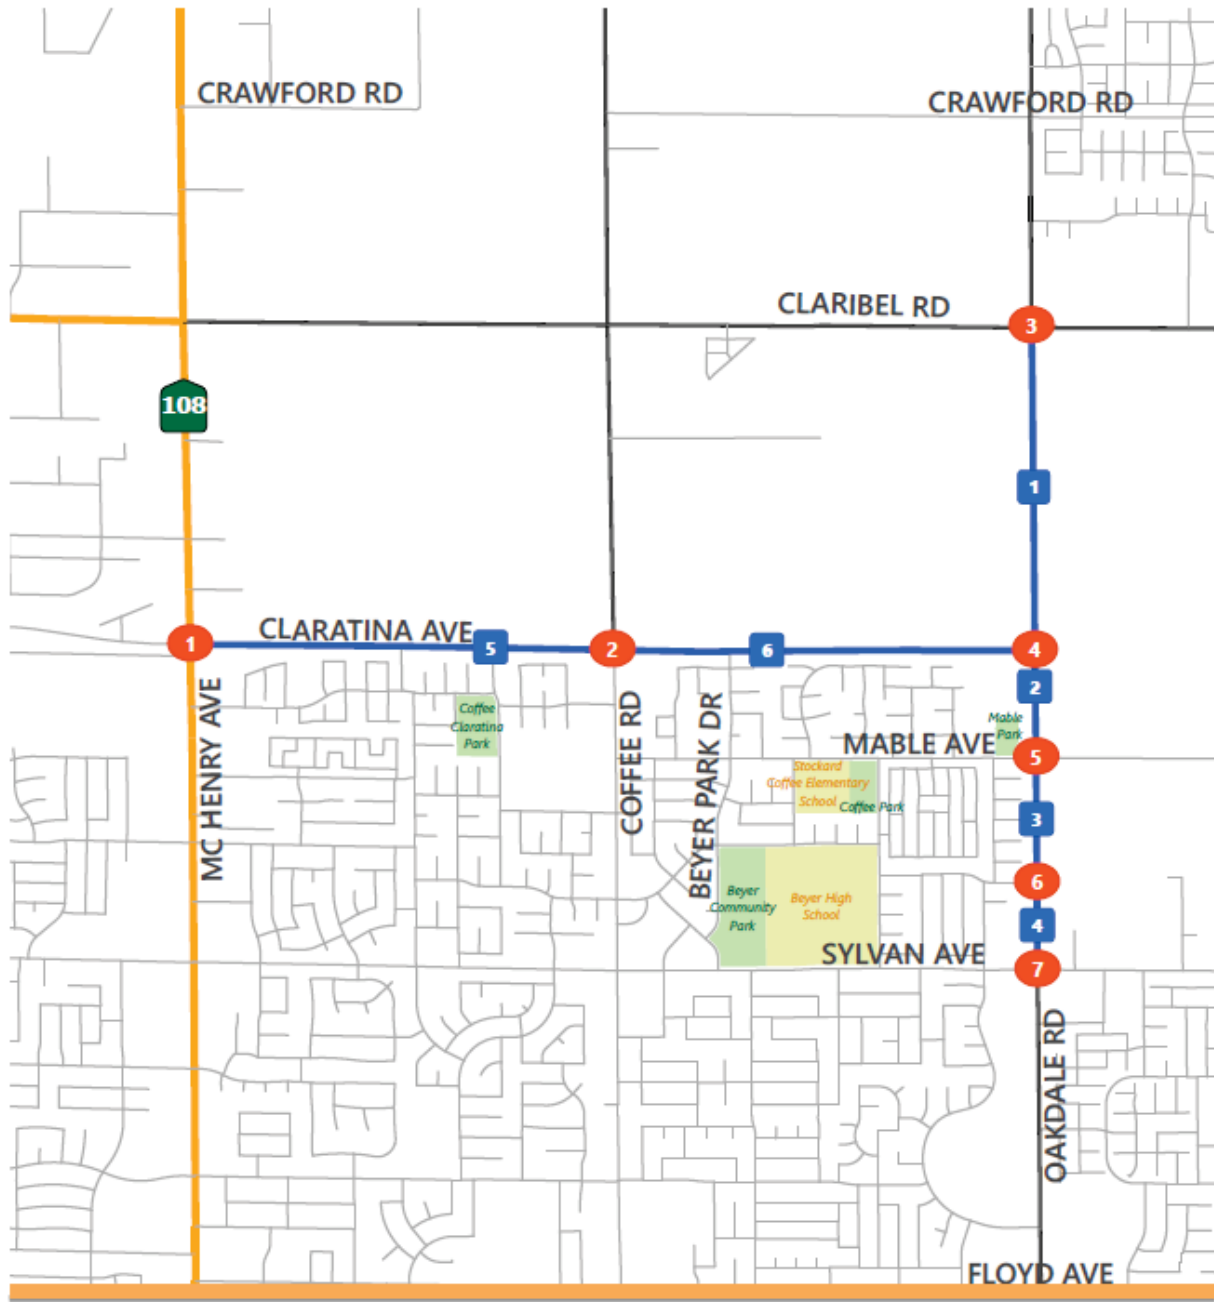 CRAWFORD RD
CRAWFORD RD
CLARIBEL RD
3
108
1
1
CLARATINA AVE
5
2
6
4
2
MC HENRY AVE
Coffee
Claratina
Park
COFFEE RD
BEYER PARK DR
Mable
Park
MABLE AVE
5
Stockard
Coffee Elementary
School
Coffee Park
3
6
Beyer
Community
Park
Beyer High
School
4
SYLVAN AVE
7
OAKDALE RD
FLOYD AVE